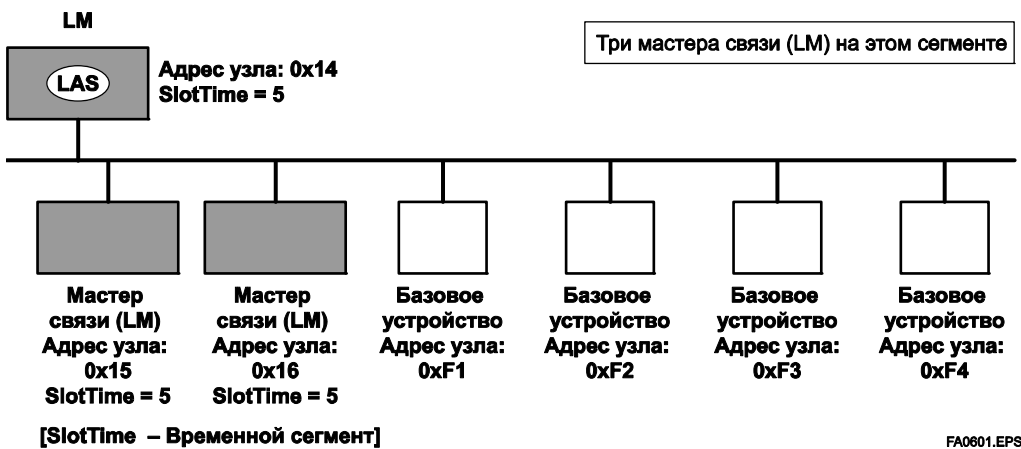 LM
Три мастера связи (LM) на этом сегменте
LAS
Адрес узла: 0x14
SlotTime = 5
Мастер
связи (LM)
Адрес узла:
0x15
SlotTime = 5
Мастер
связи (LM)
Адрес узла:
0x16
SlotTime = 5
Базовое
устройство
Адрес узла:
0xF1
Базовое
устройство
Адрес узла:
0xF2
Базовое
устройство
Адрес узла:
0xF3
Базовое
устройство
Адрес узла:
0xF4
[SlotTime – Временной сегмент]
FA0601.EPS